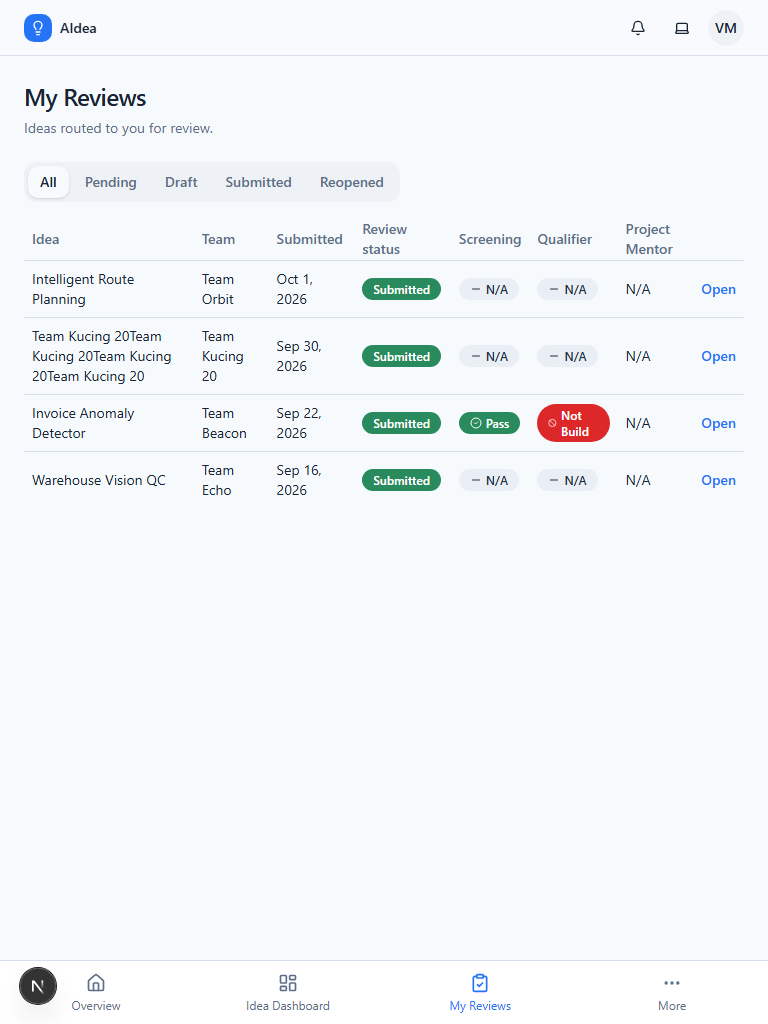 AIdea
VM
My Reviews
Ideas routed to you for review.
All Pending Draft Submitted Reopened
Idea Team Submitted Review status Screening Qualifier Project Mentor
Intelligent Route Planning
Team Orbit
Oct 1, 2026
Submitted
– N/A
– N/A
N/A
Open
Team Kucing 20Team Kucing 20Team Kucing 20Team Kucing 20
Team Kucing 20
Sep 30, 2026
Submitted
– N/A
– N/A
N/A
Open
Invoice Anomaly Detector
Team Beacon
Sep 22, 2026
Submitted
Pass
Not Build
N/A
Open
Warehouse Vision QC
Team Echo
Sep 16, 2026
Submitted
– N/A
– N/A
N/A
Open
N
Overview
Idea Dashboard
My Reviews
More